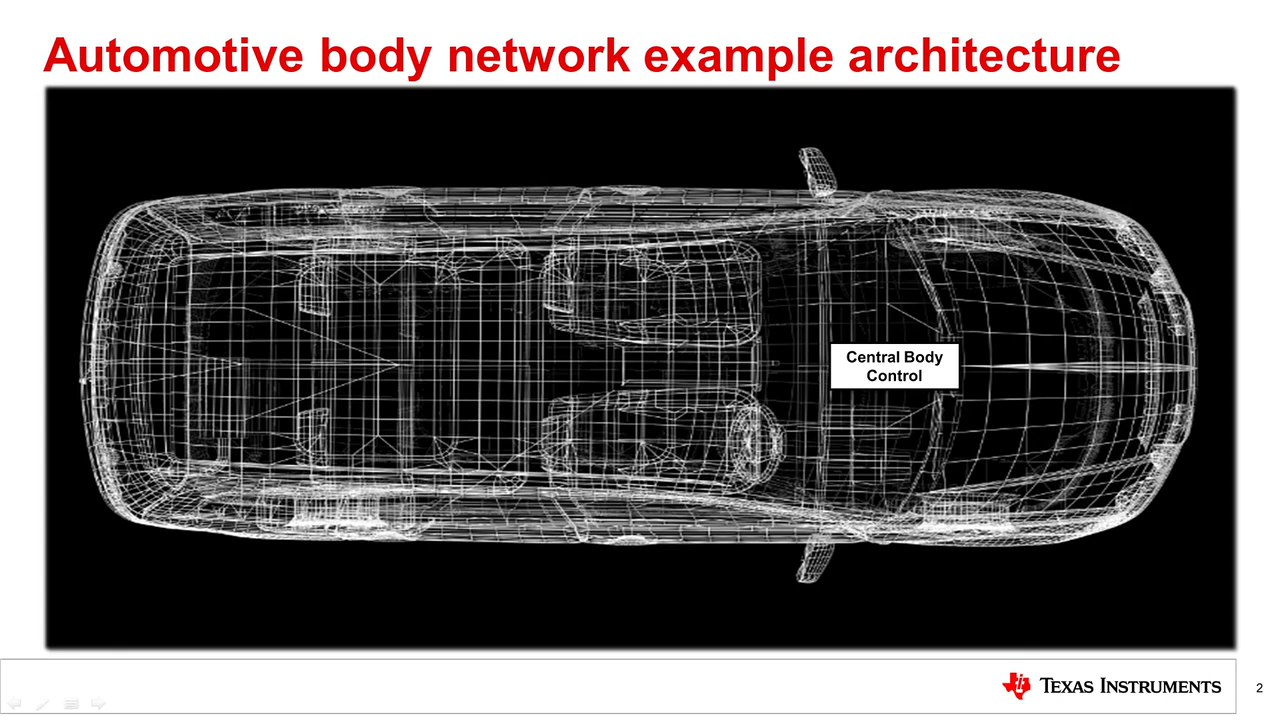 Automotive body network example architecture
Central Body
Control
TEXAS INSTRUMENTS
2